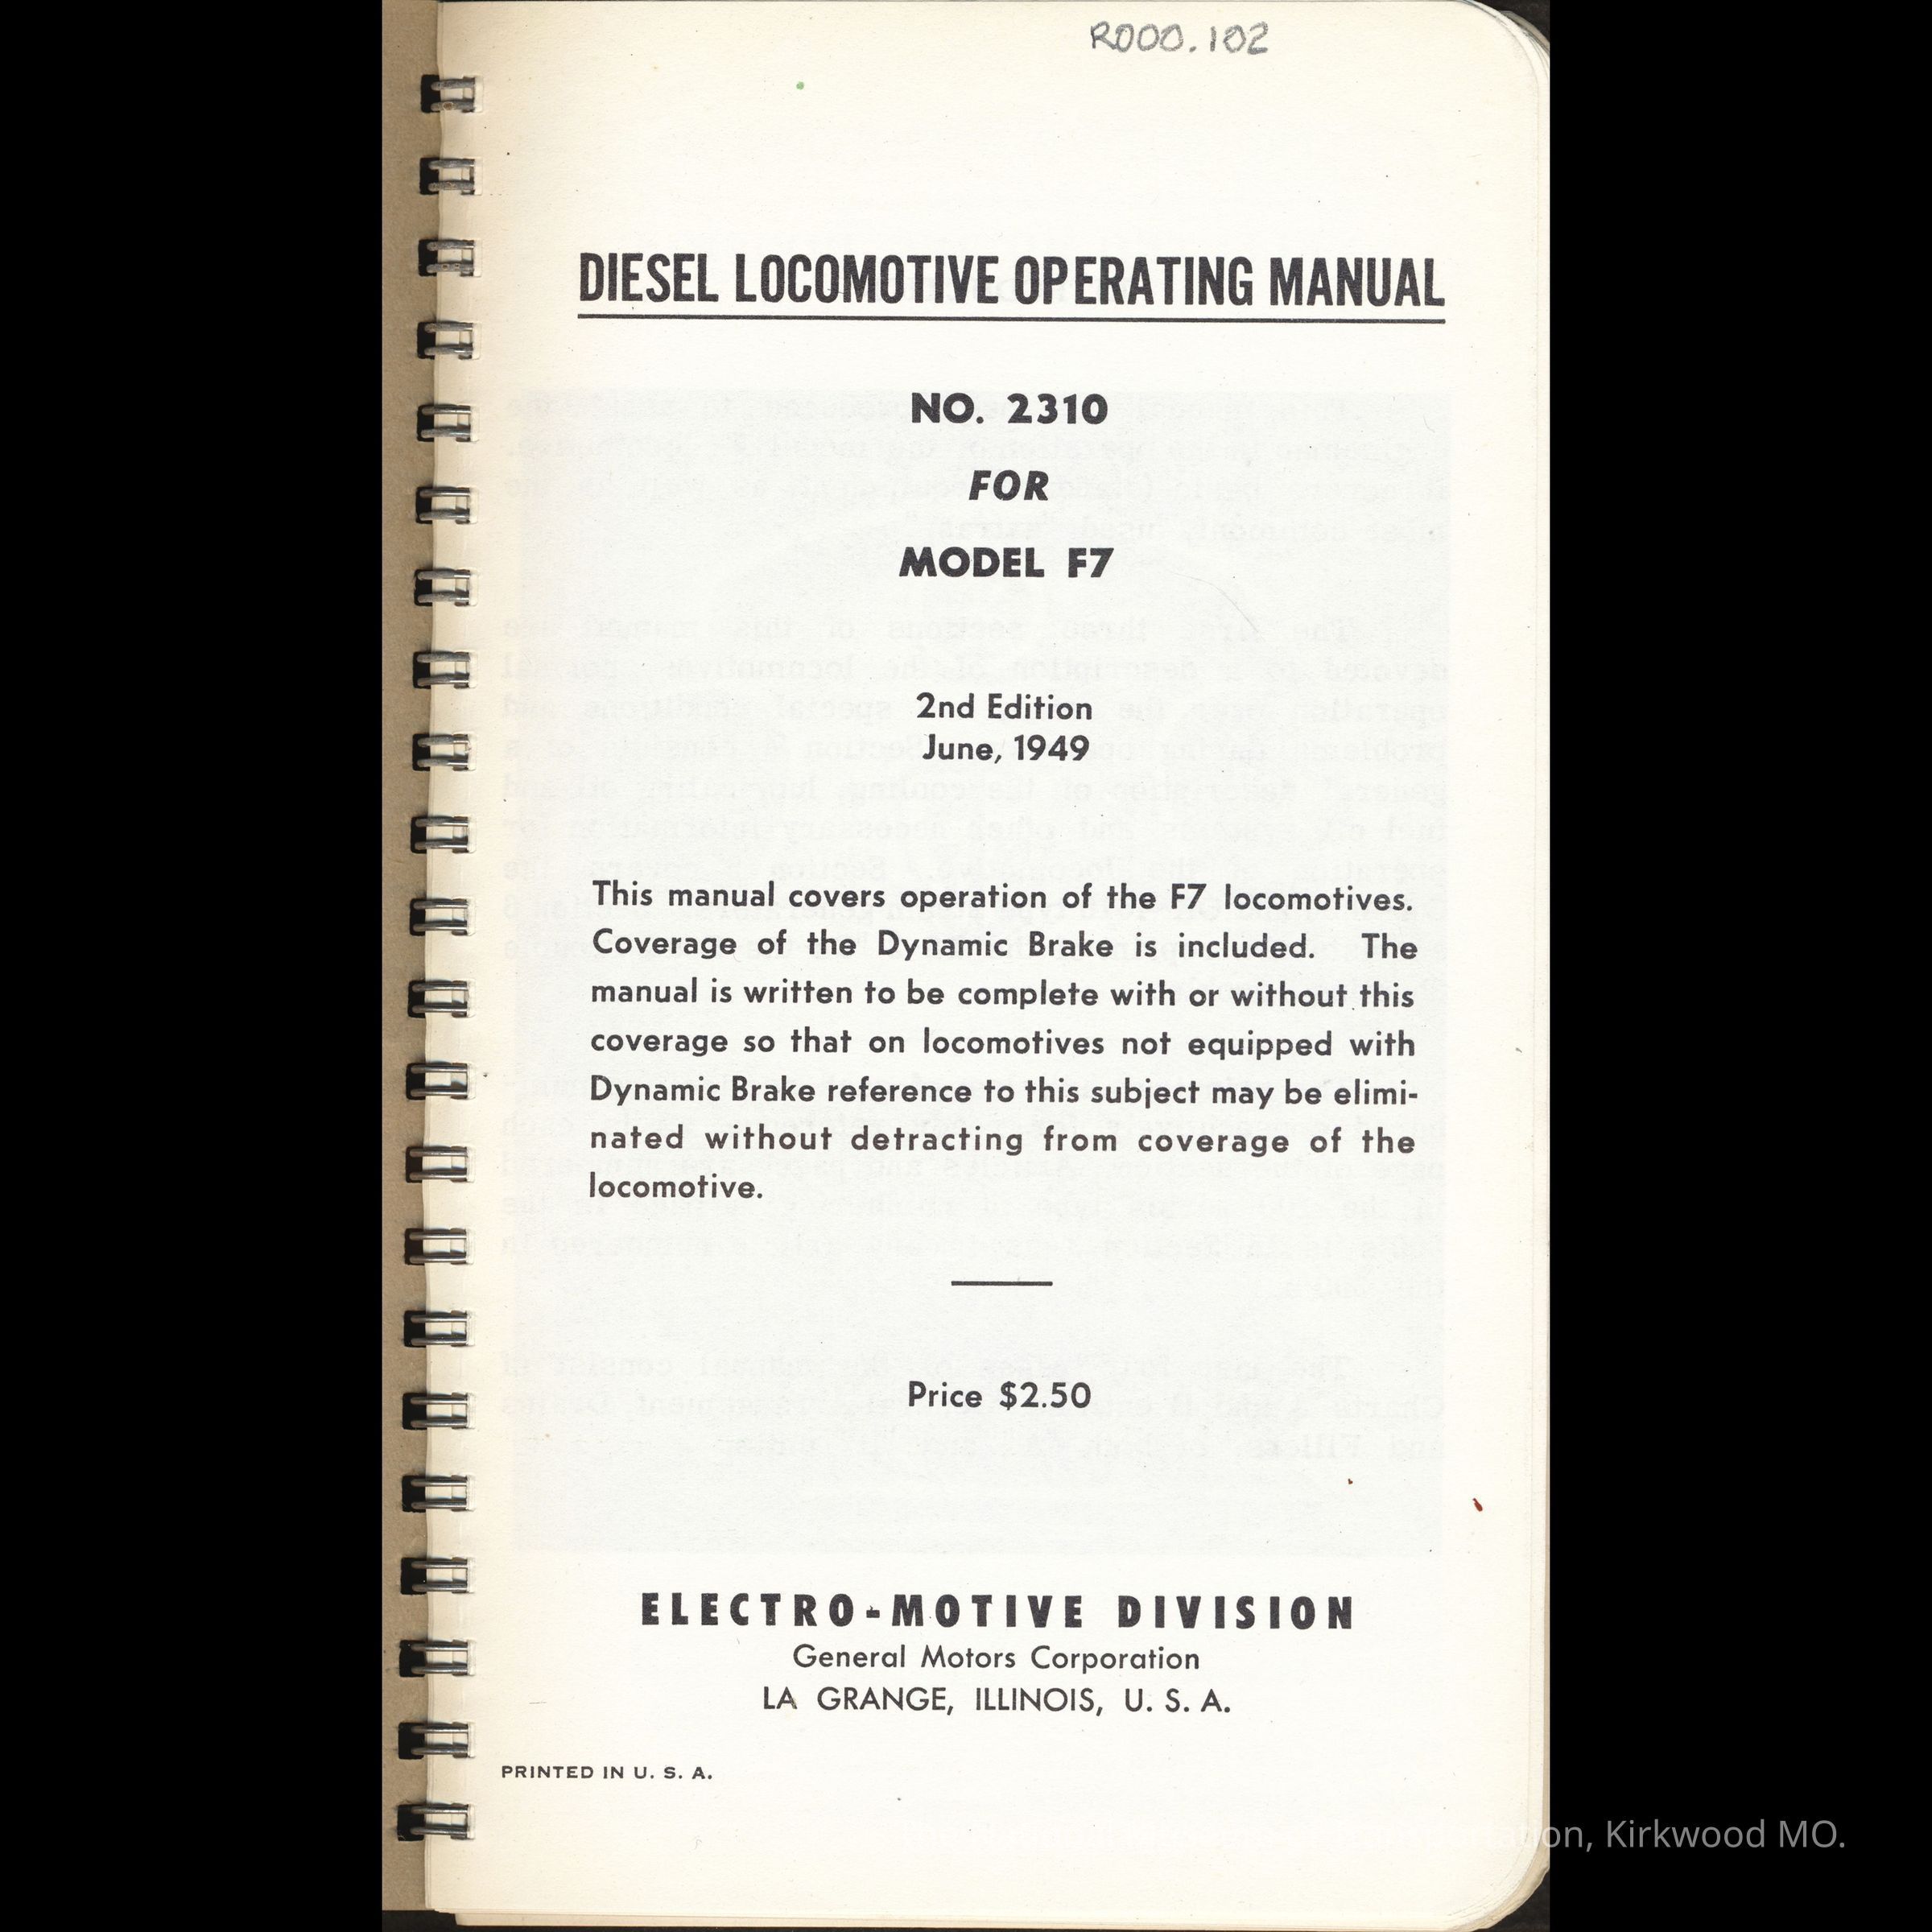 R000.102
DIESEL LOCOMOTIVE OPERATING MANUAL
NO. 2310
FOR
MODEL F7
2nd Edition
June, 1949
This manual covers operation of the F7 locomotives.
Coverage of the Dynamic Brake is included. The
manual is written to be complete with or without this
coverage so that on locomotives not equipped with
Dynamic Brake reference to this subject may be elimi-
nated without detracting from coverage of the
locomotive.
Price $2.50
ELECTRO-MOTIVE DIVISION
General Motors Corporation
LA GRANGE, ILLINOIS, U. S. A.
PRINTED IN U. S. A.
Kirkwood MO.